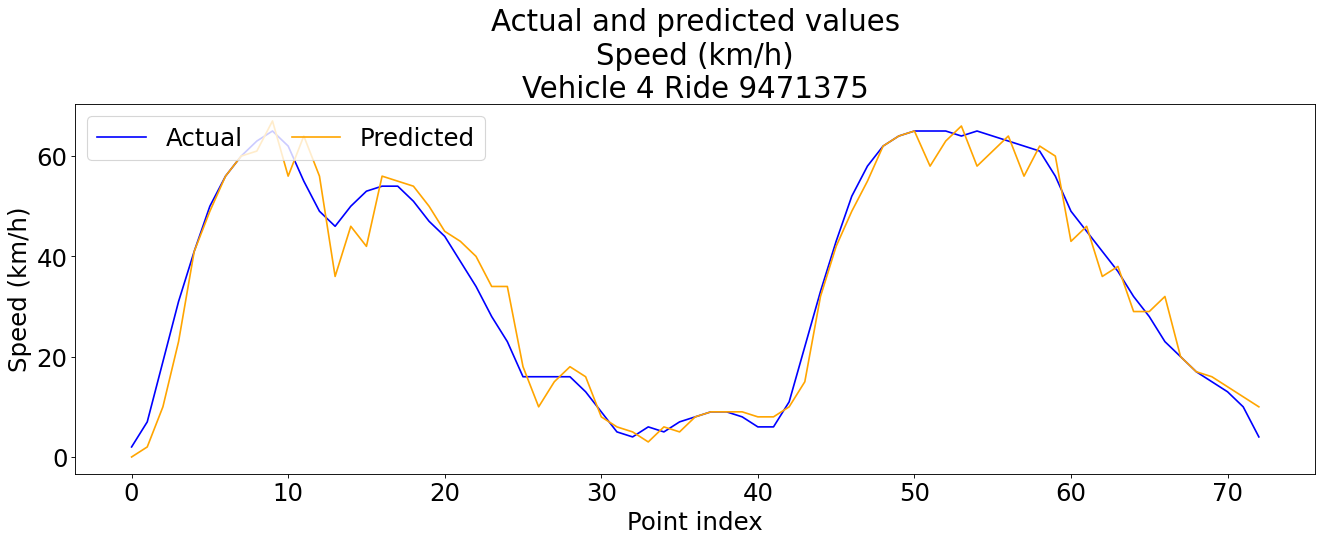 Actual and predicted values
Speed (km/h)
Vehicle 4 Ride 9471375
Actual Predicted
Speed (km/h)
60
40
20
0
0 10 20 30 40 50 60 70
Point index